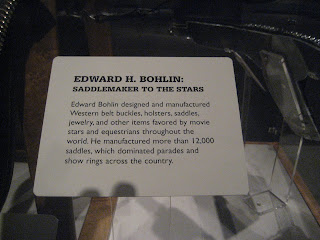 EDWARD H. BOHLIN:
SADDLEMAKER TO THE STARS
Edward Bohlin designed and manufactured
Western belt buckles, holsters, saddles,
jewelry, and other items favored by movie
stars and equestrians throughout the
world. He manufactured more than 12,000
saddles, which dominated parades and
show rings across the country.